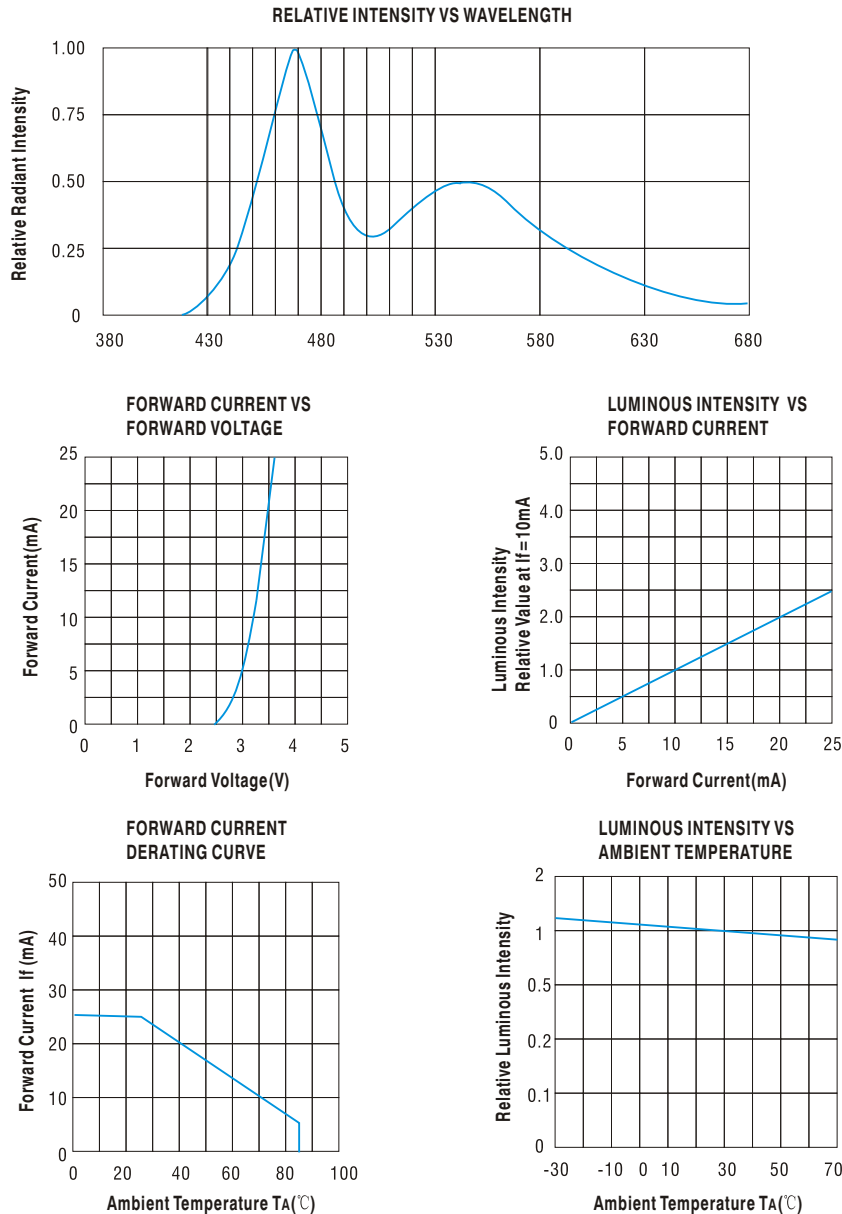 RELATIVE INTENSITY VS WAVELENGTH
Relative Radiant Intensity
1.00
0.75
0.50
0.25
0
380 430 480 530 580 630 680
FORWARD CURRENT VS
FORWARD VOLTAGE
Forward Current(mA)
25
20
15
10
5
0
0 1 2 3 4 5
Forward Voltage(V)
LUMINOUS INTENSITY VS
FORWARD CURRENT
Luminous Intensity
Relative Value at If=10mA
5.0
4.0
3.0
2.0
1.0
0
0 5 10 15 20 25
Forward Current(mA)
FORWARD CURRENT
DERATING CURVE
Forward Current If (mA)
50
40
30
20
10
0
0 20 40 60 80 100
Ambient Temperature TA(℃)
LUMINOUS INTENSITY VS
AMBIENT TEMPERATURE
Relative Luminous Intensity
2
1
0.5
0.2
0.1
0
-30 -10 0 10 30 50 70
Ambient Temperature TA(℃)